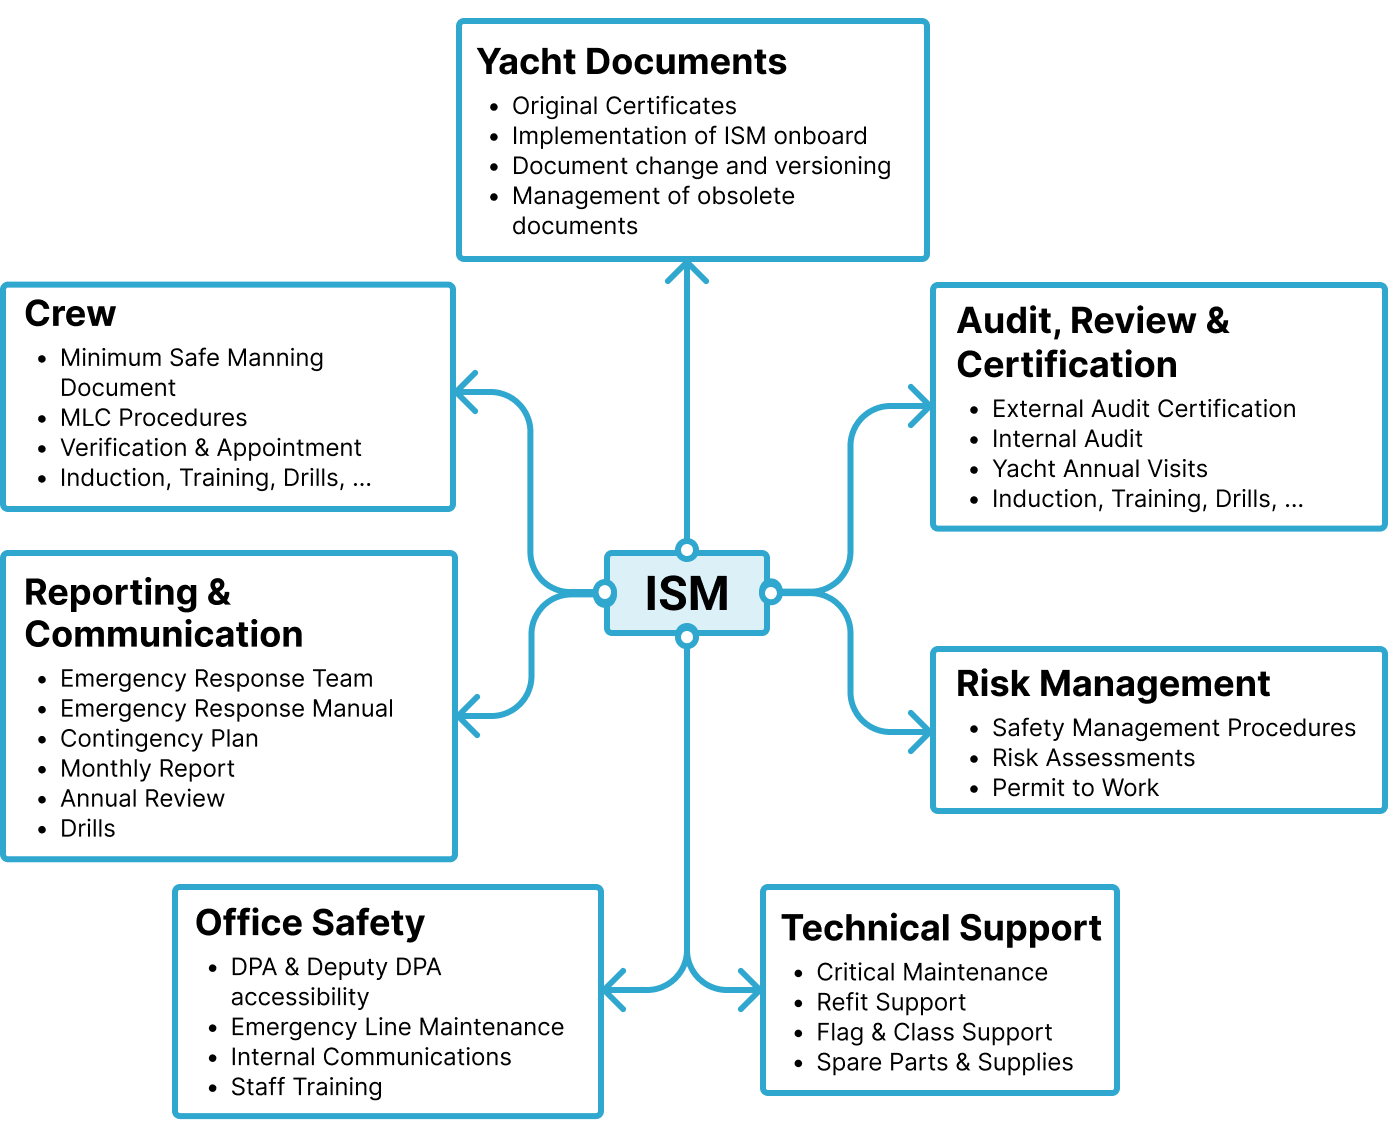 Yacht Documents
• Original Certificates
• Implementation of ISM onboard
• Document change and versioning
• Management of obsolete
documents
Crew
• Minimum Safe Manning
Document
• MLC Procedures
• Verification & Appointment
• Induction, Training, Drills, ...
Audit, Review &
Certification
• External Audit Certification
• Internal Audit
• Yacht Annual Visits
• Induction, Training, Drills, ...
ISM
Reporting &
Communication
• Emergency Response Team
• Emergency Response Manual
• Contingency Plan
• Monthly Report
• Annual Review
• Drills
Risk Management
• Safety Management Procedures
• Risk Assessments
• Permit to Work
Office Safety
• DPA & Deputy DPA
accessibility
• Emergency Line Maintenance
• Internal Communications
• Staff Training
Technical Support
• Critical Maintenance
• Refit Support
• Flag & Class Support
• Spare Parts & Supplies